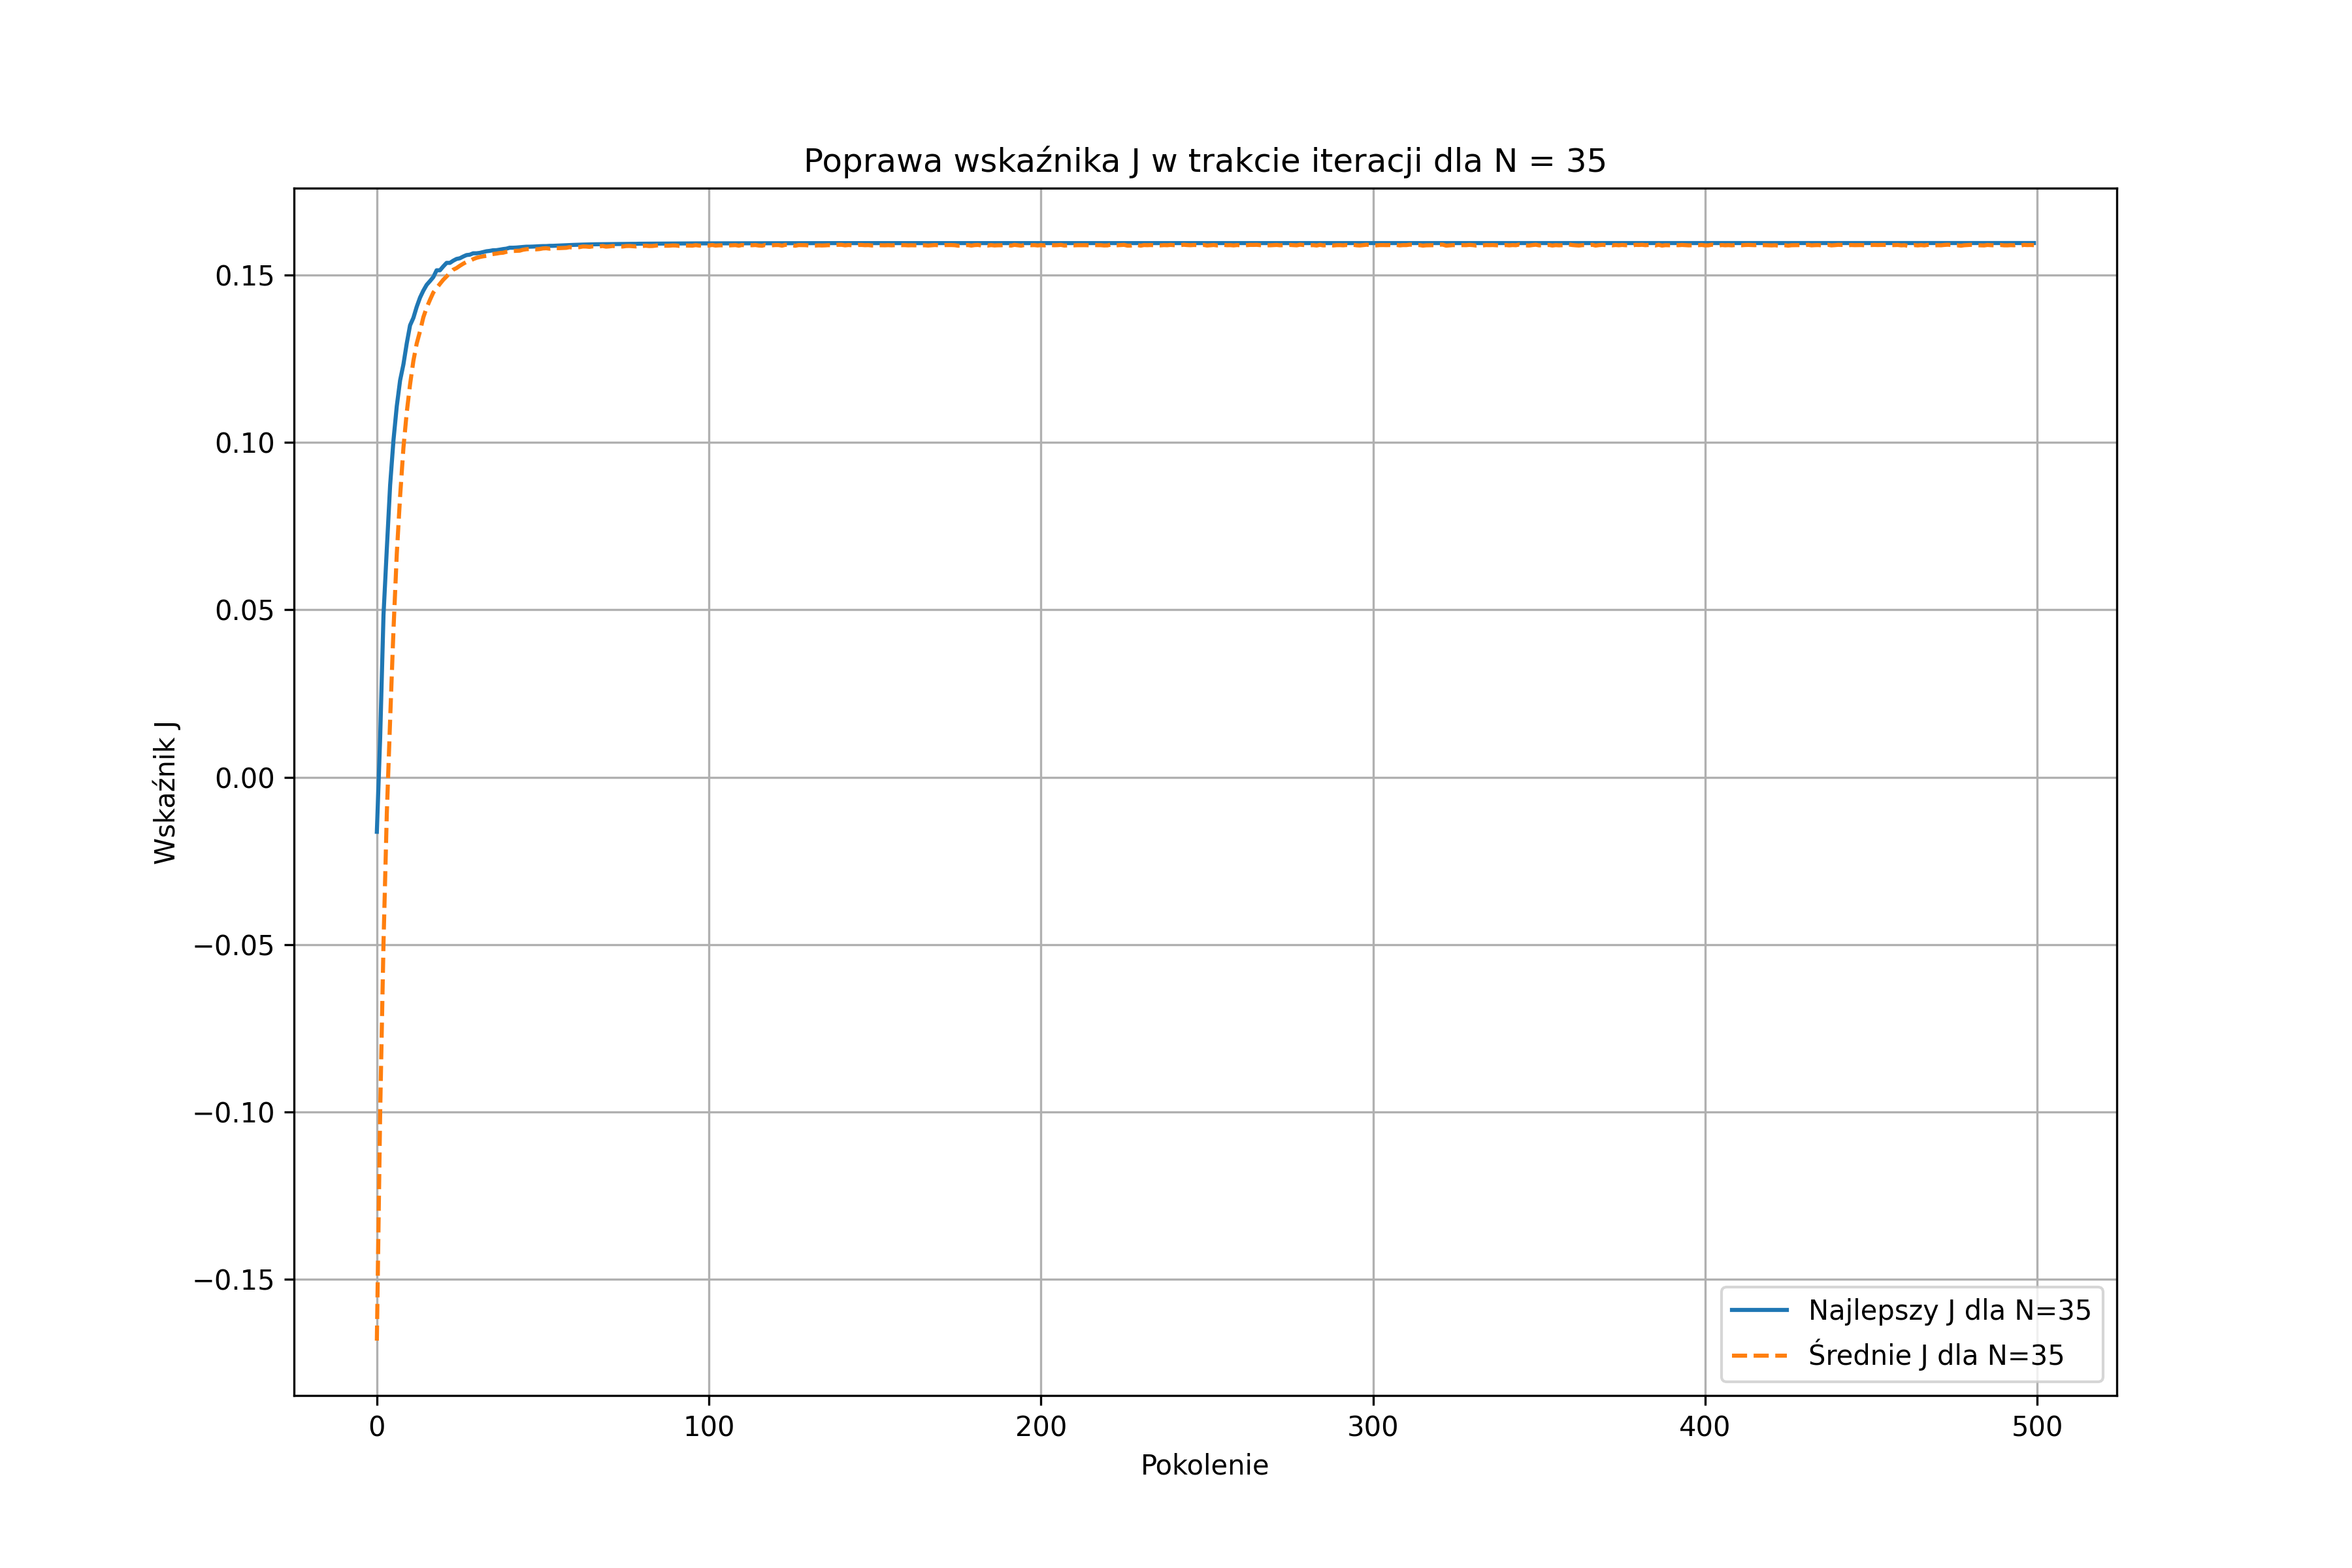 Poprawa wskaźnika J w trakcie iteracji dla N = 35
Wskaźnik J
0.15
0.10
0.05
0.00
−0.05
−0.10
−0.15
0 100 200 300 400 500
Pokolenie
Najlepszy J dla N=35
Średnie J dla N=35